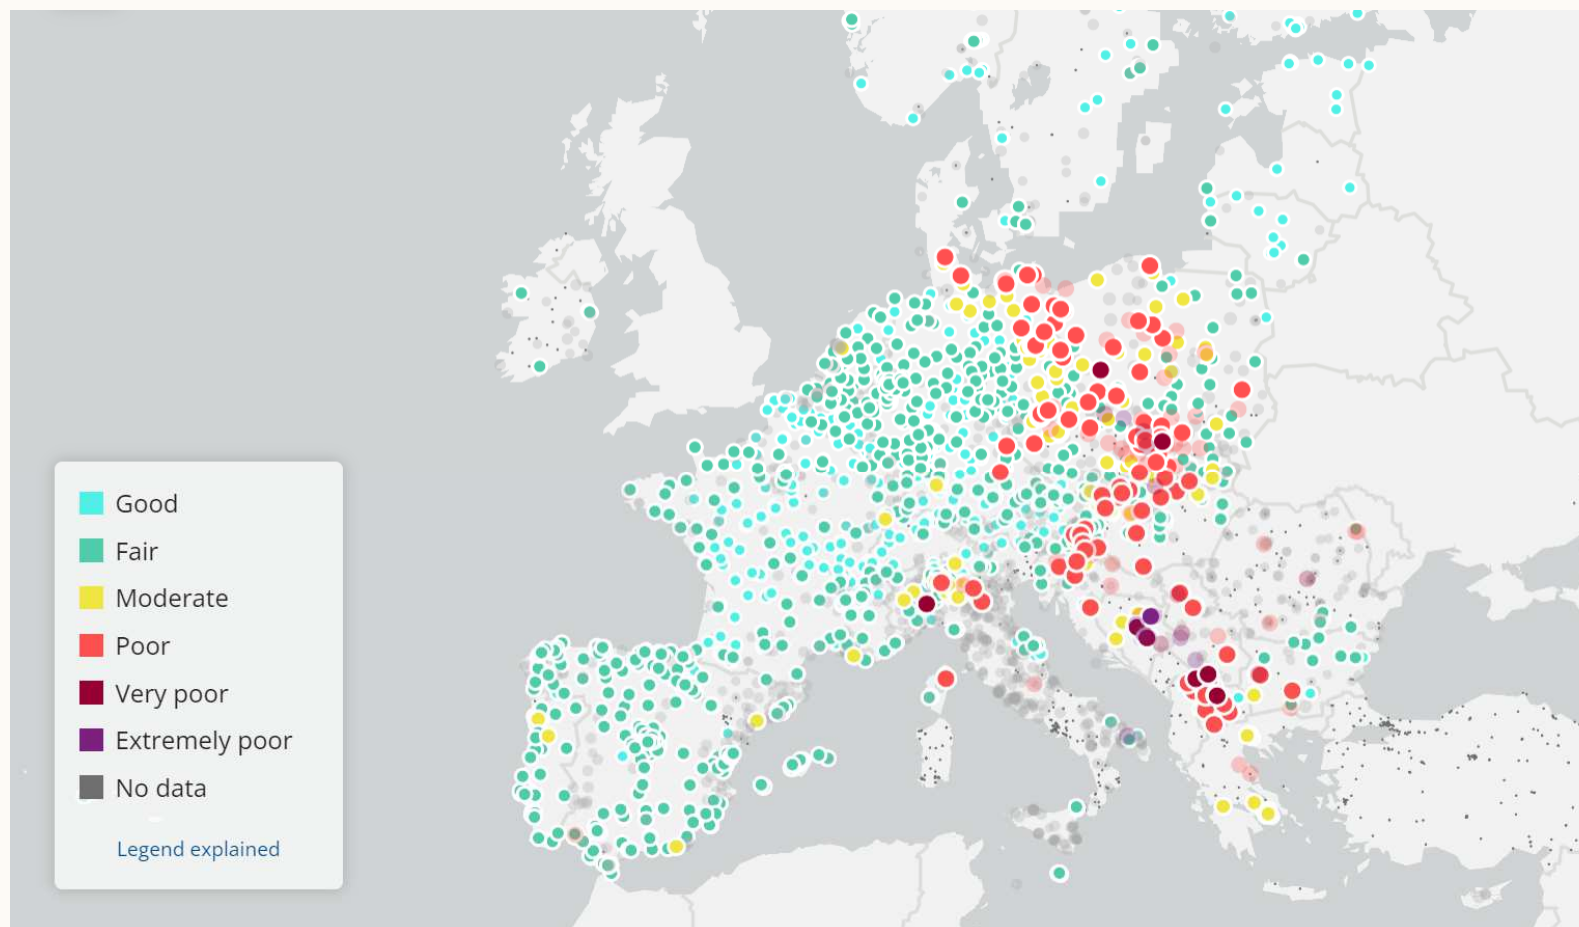 Good
Fair
Moderate
Poor
Very poor
Extremely poor
No data
Legend explained